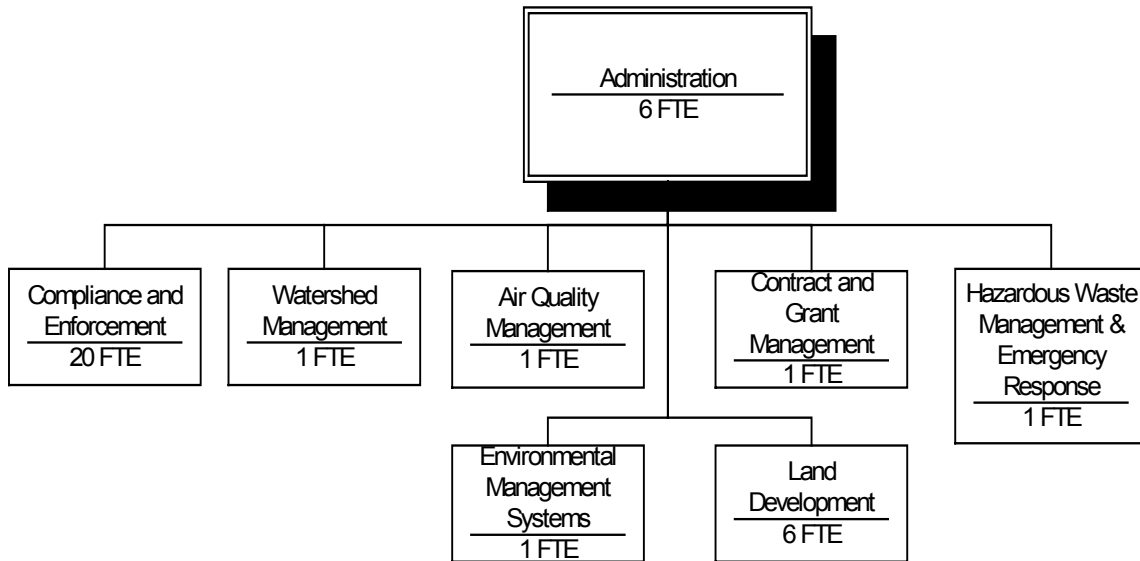 Administration
6 FTE
Compliance and
Enforcement
20 FTE
Watershed
Management
1 FTE
Air Quality
Management
1 FTE
Contract and
Grant
Management
1 FTE
Hazardous Waste
Management &
Emergency
Response
1 FTE
Environmental
Management
Systems
1 FTE
Land
Development
6 FTE